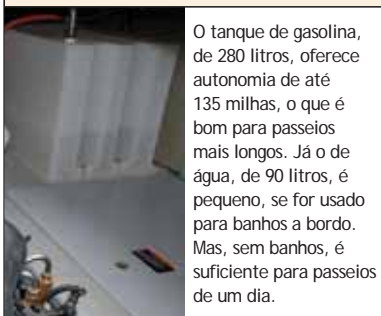 O tanque de gasolina,
de 280 litros, oferece
autonomia de até
135 milhas, o que é
bom para passeios
mais longos. Já o de
água, de 90 litros, é
pequeno, se for usado
para banhos a bordo.
Mas, sem banhos, é
suficiente para passeios
de um dia.